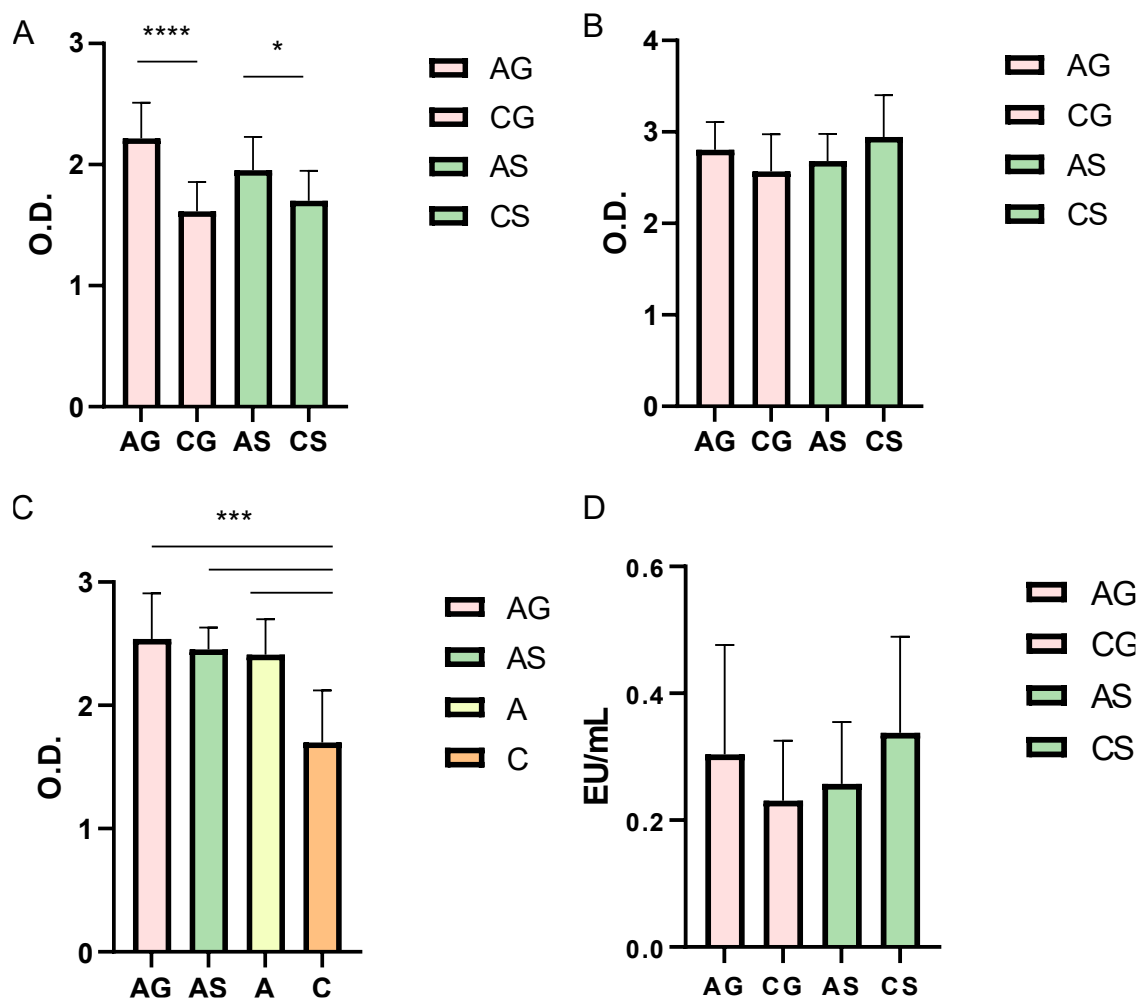 A
**** *
3
2
1
0
O.D.
AG CG AS CS
AG
CG
AS
CS
B
4
3
2
1
0
O.D.
AG CG AS CS
AG
CG
AS
CS
C
***
3
2
1
0
O.D.
AG AS A C
AG
AS
A
C
D
0.6
0.4
0.2
0.0
EU/mL
AG CG AS CS
AG
CG
AS
CS